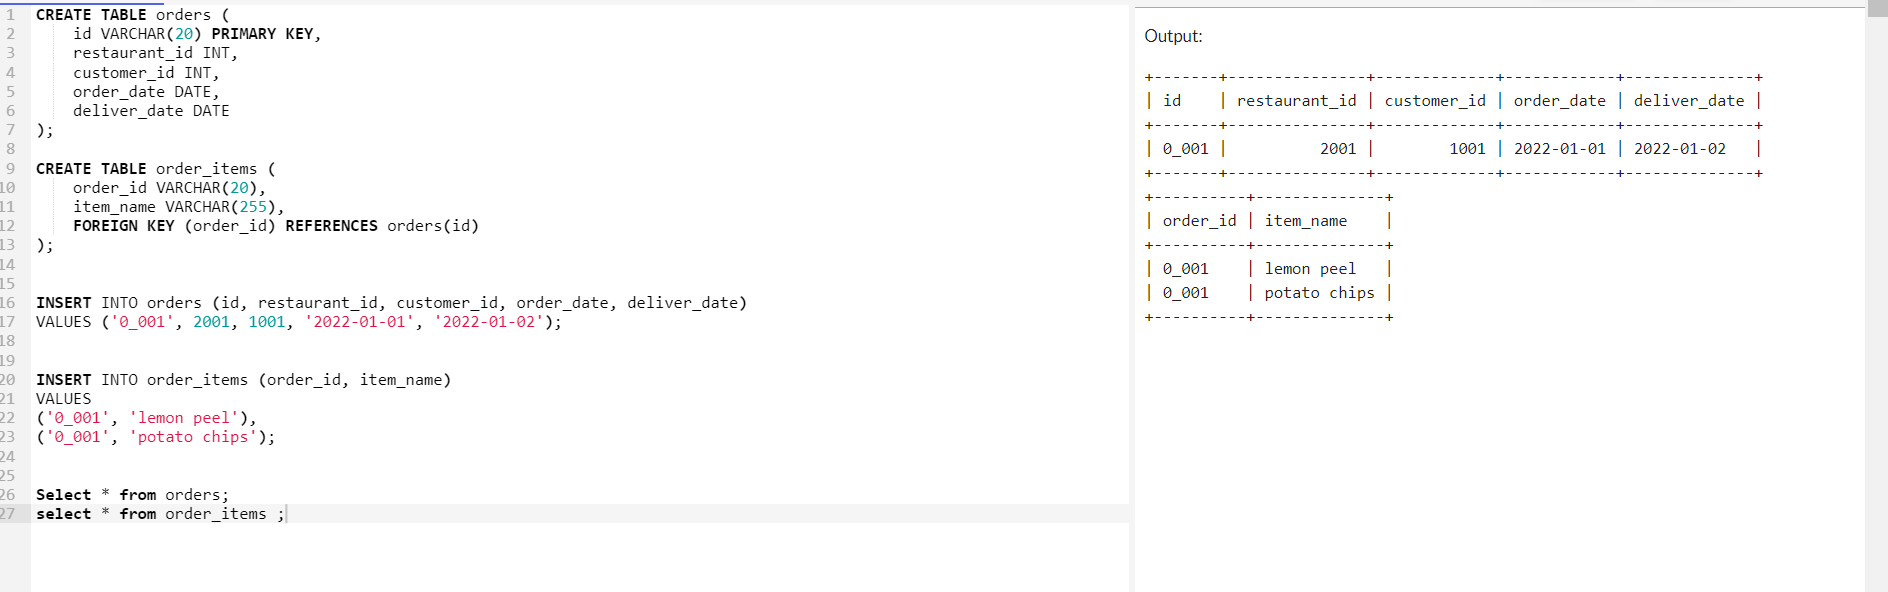 1 CREATE TABLE orders (
2 id VARCHAR(20) PRIMARY KEY,
3 restaurant_id INT,
4 customer_id INT,
5 order_date DATE,
6 deliver_date DATE
7 );
8
9 CREATE TABLE order_items (
10 order_id VARCHAR(20),
11 item_name VARCHAR(255),
12 FOREIGN KEY (order_id) REFERENCES orders(id)
13 );
14
15
16 INSERT INTO orders (id, restaurant_id, customer_id, order_date, deliver_date)
17 VALUES ('0_001', 2001, 1001, '2022-01-01', '2022-01-02');
18
19
20 INSERT INTO order_items (order_id, item_name)
21 VALUES
22 ('0_001', 'lemon peel'),
23 ('0_001', 'potato chips');
24
25
26 Select * from orders;
27 select * from order_items ;
Output:
+-------+---------------+-------------+------------+--------------+
| id    | restaurant_id | customer_id | order_date | deliver_date |
+-------+---------------+-------------+------------+--------------+
| 0_001 |          2001 |        1001 | 2022-01-01 | 2022-01-02   |
+-------+---------------+-------------+------------+--------------+
+----------+--------------+
| order_id | item_name    |
+----------+--------------+
| 0_001    | lemon peel   |
| 0_001    | potato chips |
+----------+--------------+